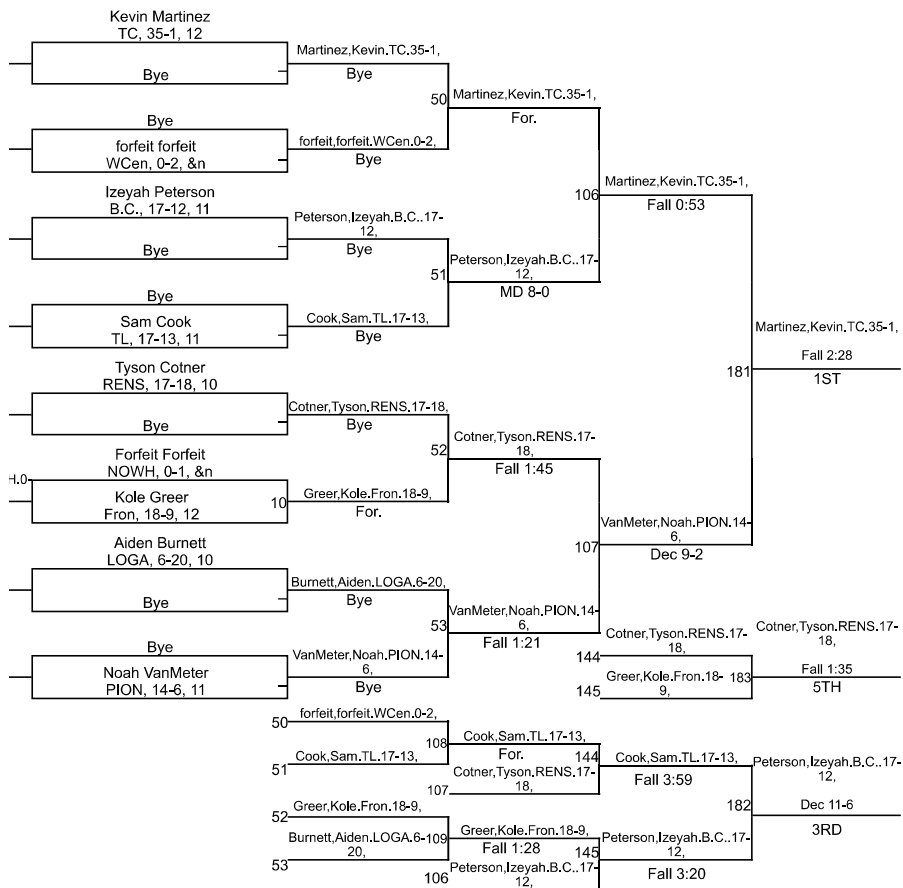 Kevin Martinez
TC, 35-1, 12
Bye
Bye
forfeit forfeit
WCen, 0-2, &n
Izeyah Peterson
B.C., 17-12, 11
Bye
Bye
Sam Cook
TL, 17-13, 11
Tyson Cotner
RENS, 17-18, 10
Bye
Forfeit Forfeit
NOWH, 0-1, &n
H.0
Kole Greer
Fron, 18-9, 12
Aiden Burnett
LOGA, 6-20, 10
Bye
Bye
Noah VanMeter
PION, 14-6, 11
Martinez,Kevin.TC.35-1,
Bye
50
forfeit,forfeit.WCen.0-2,
Bye
Peterson,Izeyah.B.C..17-
12,
Bye
51
Cook,Sam.TL.17-13,
Bye
Cotner,Tyson.RENS.17-18,
Bye
52
10
Greer,Kole.Fron.18-9,
For.
Burnett,Aiden.LOGA.6-20,
Bye
53
VanMeter,Noah.PION.14-
6,
Bye
Martinez,Kevin.TC.35-1,
For.
106
Peterson,Izeyah.B.C..17-
12,
MD 8-0
Cotner,Tyson.RENS.17-
18,
Fall 1:45
107
VanMeter,Noah.PION.14-
6,
Fall 1:21
Martinez,Kevin.TC.35-1,
Fall 0:53
181
VanMeter,Noah.PION.14-
6,
Dec 9-2
Martinez,Kevin.TC.35-1,
Fall 2:28
1ST
Cotner,Tyson.RENS.17-
18,
144
Greer,Kole.Fron.18-
9,
145
183
Cotner,Tyson.RENS.17-
18,
Fall 1:35
5TH
50
forfeit,forfeit.WCen.0-2,
108
51
Cook,Sam.TL.17-13,
Cook,Sam.TL.17-13,
For.
144
Cotner,Tyson.RENS.17-
18,
107
Cook,Sam.TL.17-13,
Fall 3:59
52
Greer,Kole.Fron.18-9,
109
Burnett,Aiden.LOGA.6-
20,
53
Greer,Kole.Fron.18-9,
Fall 1:28
145
Peterson,Izeyah.B.C..17-
12,
106
Peterson,Izeyah.B.C..17-
12,
Fall 3:20
182
Peterson,Izeyah.B.C..17-
12,
Dec 11-6
3RD